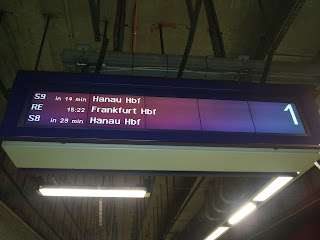 S9 in 14 min Hanau Hbf
RE 15:22 Frankfurt Hbf
S8 in 28 min Hanau Hbf
1